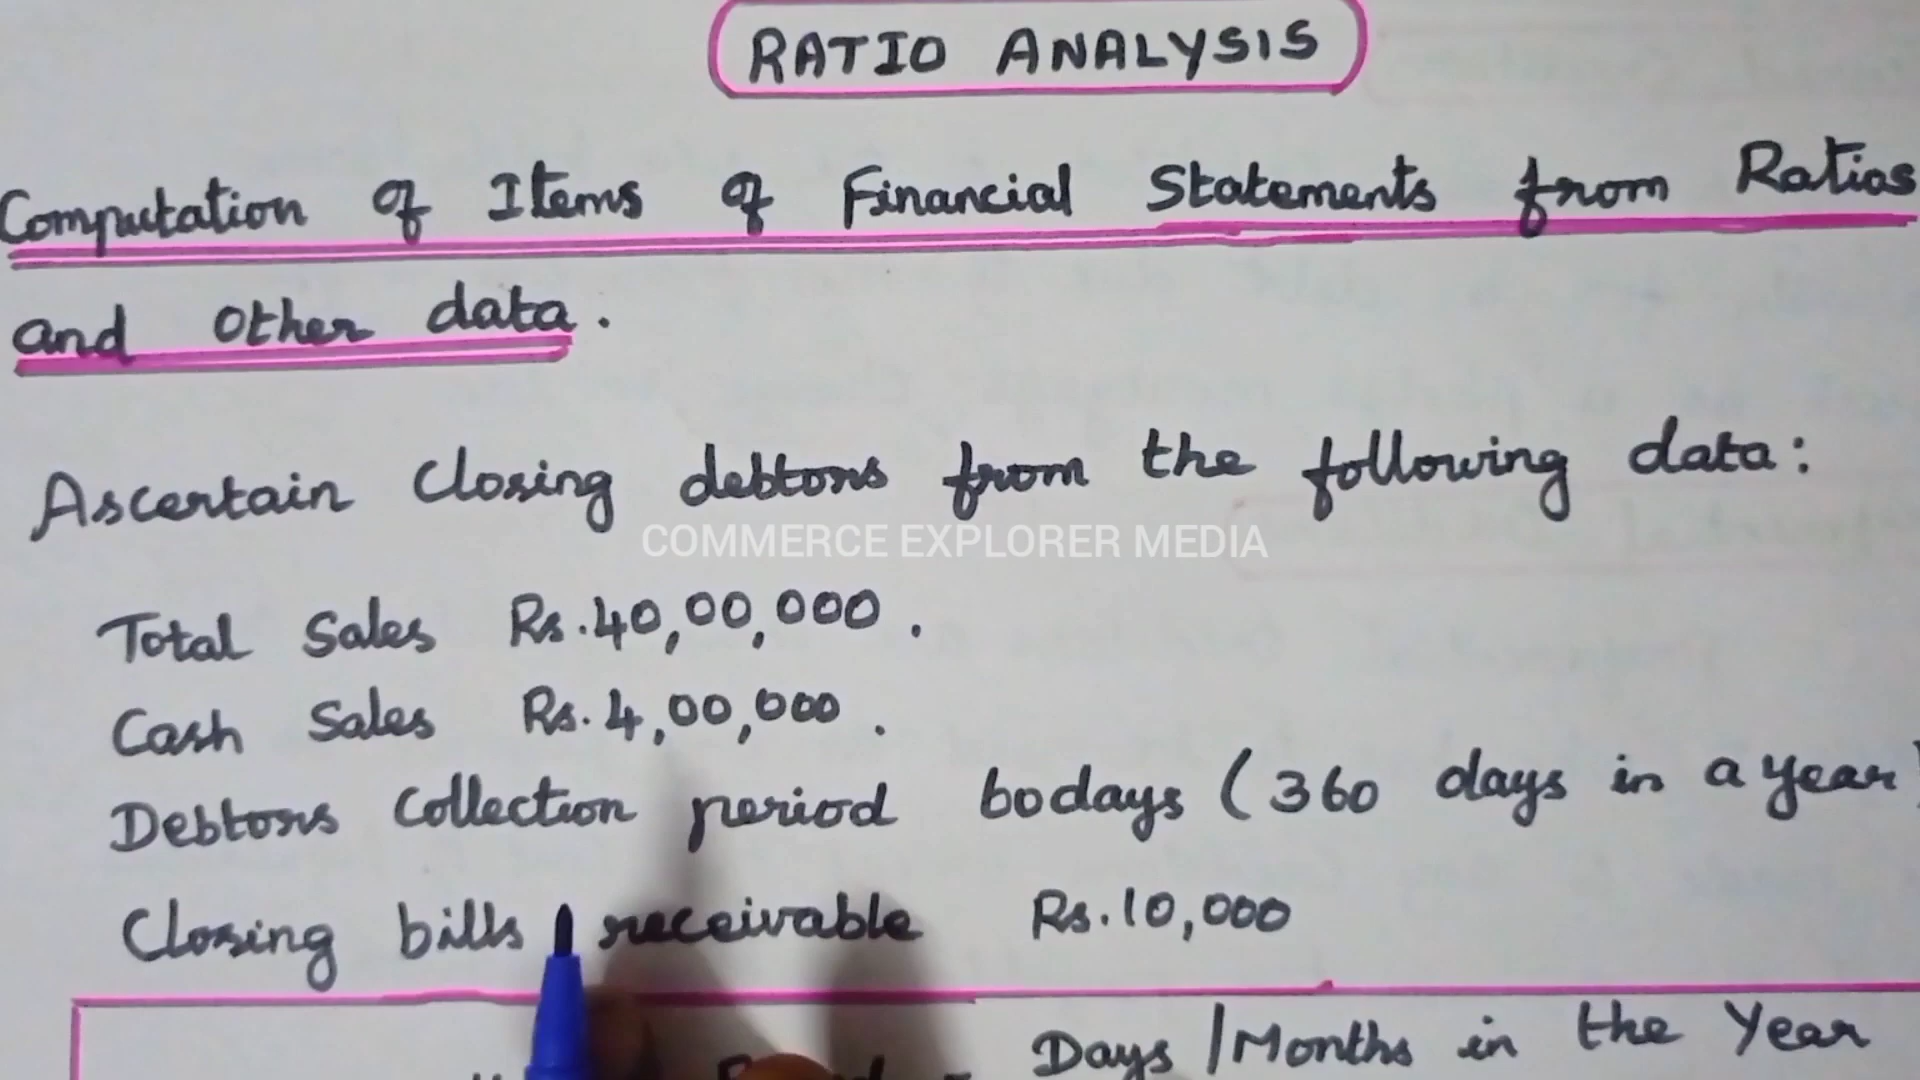 RATIO ANALYSIS
Computation of Items of Financial Statements from Ratios
and other data.
Ascertain Closing debtors from the following data:
COMMERCE EXPLORER MEDIA
Total Sales Rs.40,00,000.
Cash Sales Rs.4,00,000.
Debtors Collection period 60days (360 days in a year)
Closing bills receivable Rs.10,000
Days /Months in the Year